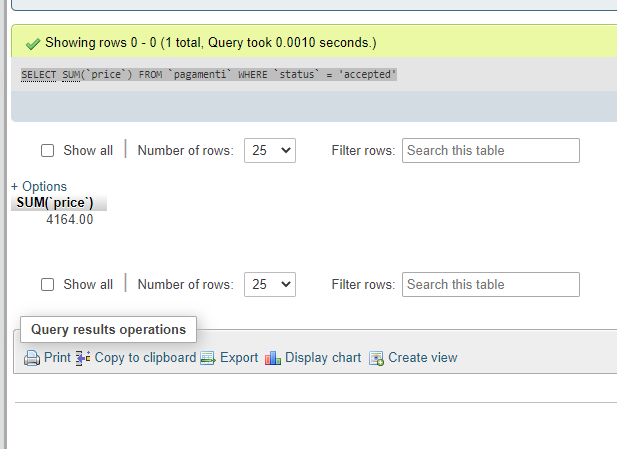 Showing rows 0 - 0 (1 total, Query took 0.0010 seconds.)
SELECT SUM(`price`) FROM `pagamenti` WHERE `status` = 'accepted'
Show all | Number of rows: 25 Filter rows: Search this table
+ Options
SUM(`price`)
4164.00
Show all | Number of rows: 25 Filter rows: Search this table
Query results operations
Print Copy to clipboard Export Display chart Create view